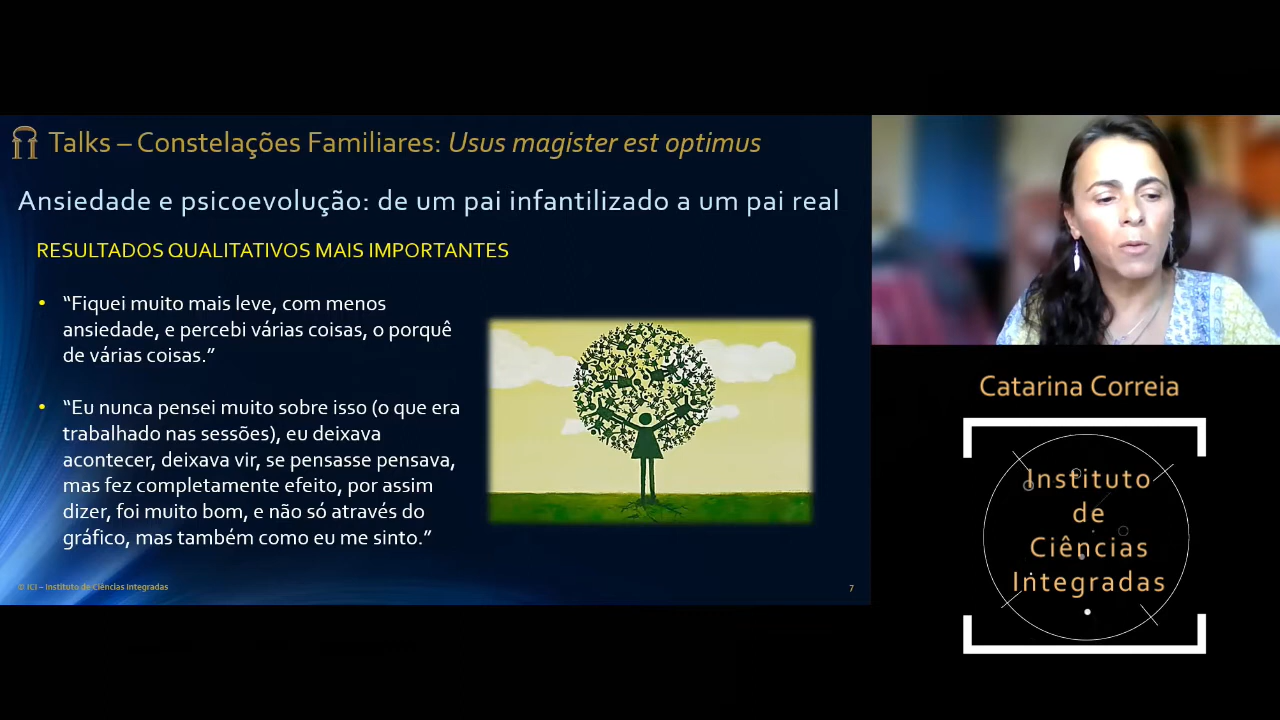 Talks – Constelações Familiares: Usus magister est optimus
Ansiedade e psicoevolução: de um pai infantilizado a um pai real
RESULTADOS QUALITATIVOS MAIS IMPORTANTES
• “Fiquei muito mais leve, com menos
ansiedade, e percebi várias coisas, o porquê
de várias coisas.”
• “Eu nunca pensei muito sobre isso (o que era
trabalhado nas sessões), eu deixava
acontecer, deixava vir, se pensasse pensava,
mas fez completamente efeito, por assim
dizer, foi muito bom, e não só através do
gráfico, mas também como eu me sinto.”
© ICI – Instituto de Ciências Integradas
7
Catarina Correia
Instituto
de
Ciências
Integradas